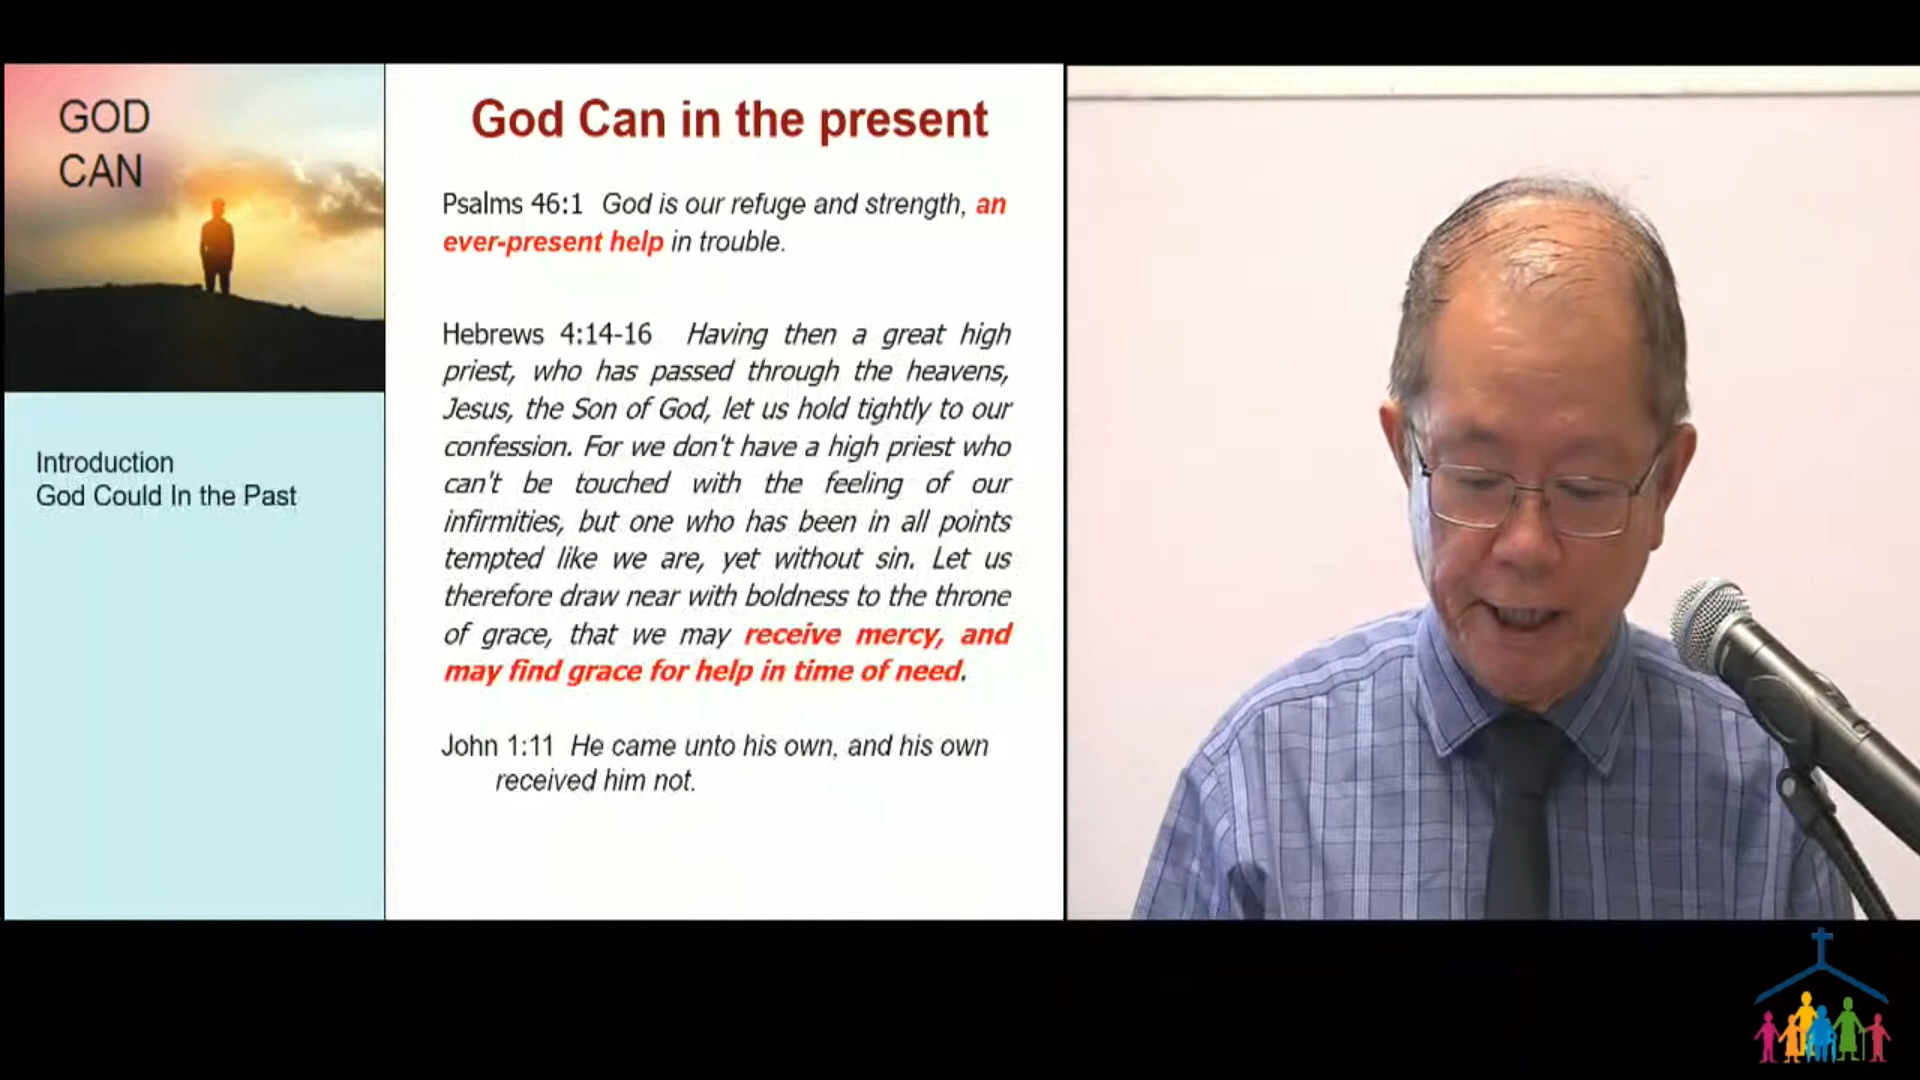 GOD
CAN
Introduction
God Could In the Past
God Can in the present
Psalms 46:1 God is our refuge and strength, an
ever-present help in trouble.
Hebrews 4:14-16 Having then a great high
priest, who has passed through the heavens,
Jesus, the Son of God, let us hold tightly to our
confession. For we don't have a high priest who
can't be touched with the feeling of our
infirmities, but one who has been in all points
tempted like we are, yet without sin. Let us
therefore draw near with boldness to the throne
of grace, that we may receive mercy, and
may find grace for help in time of need.
John 1:11 He came unto his own, and his own
received him not.